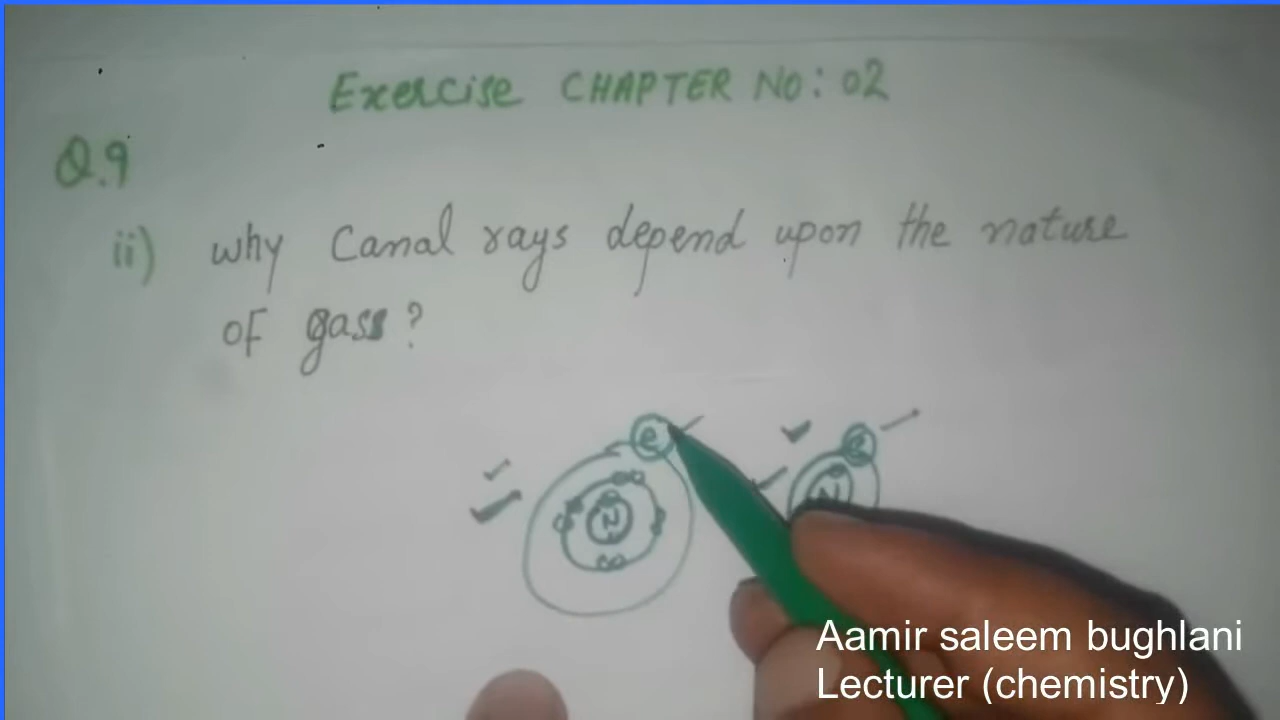 Exercise CHAPTER NO: 02
Q.9
ii) why Canal rays depend upon the nature
of gass?
e e
N N
Aamir saleem bughlani
Lecturer (chemistry)